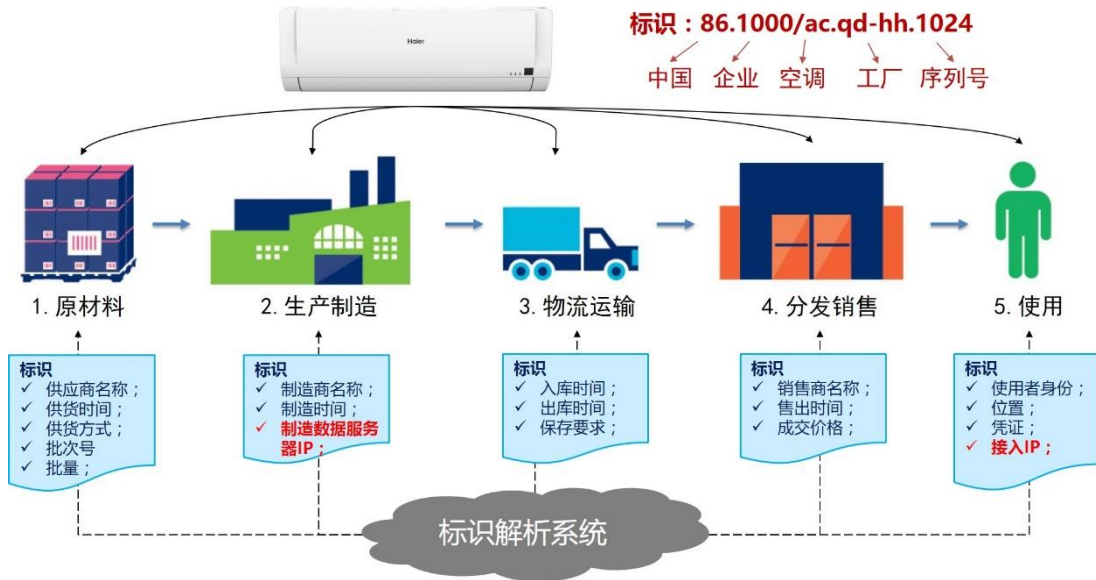 Haier
标识：86.1000/ac.qd-hh.1024
中国 企业 空调 工厂 序列号
1. 原材料
2. 生产制造
3. 物流运输
4. 分发销售
5. 使用
标识
✓ 供应商名称；
✓ 供货时间；
✓ 供货方式；
✓ 批次号
✓ 批量；
标识
✓ 制造商名称；
✓ 制造时间；
✓ 制造数据服务
器IP；
标识
✓ 入库时间；
✓ 出库时间；
✓ 保存要求；
标识
✓ 销售商名称；
✓ 售出时间；
✓ 成交价格；
标识
✓ 使用者身份；
✓ 位置；
✓ 凭证；
✓ 接入IP；
标识解析系统